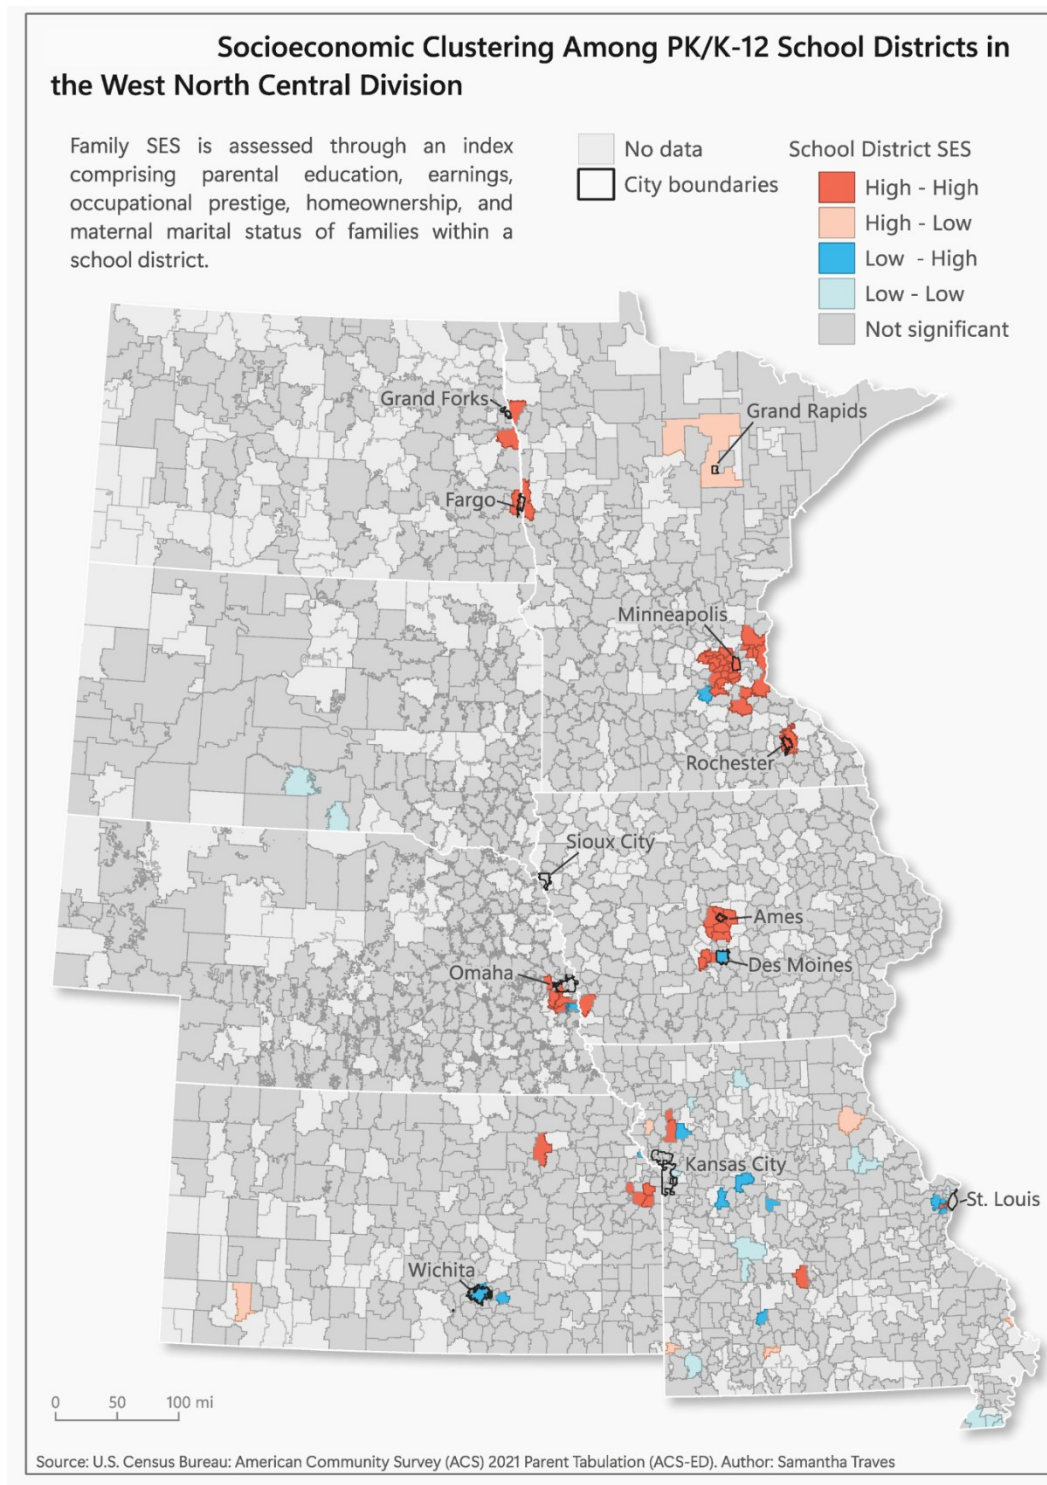 Socioeconomic Clustering Among PK/K-12 School Districts in
the West North Central Division
Family SES is assessed through an index
comprising parental education, earnings,
occupational prestige, homeownership, and
maternal marital status of families within a
school district.
No data
City boundaries
School District SES
High - High
High - Low
Low - High
Low - Low
Not significant
Grand Forks
Grand Rapids
Fargo
Minneapolis
Rochester
Sioux City
Ames
Des Moines
Omaha
Kansas City
St. Louis
Wichita
0 50 100 mi
Source: U.S. Census Bureau: American Community Survey (ACS) 2021 Parent Tabulation (ACS-ED). Author: Samantha Traves